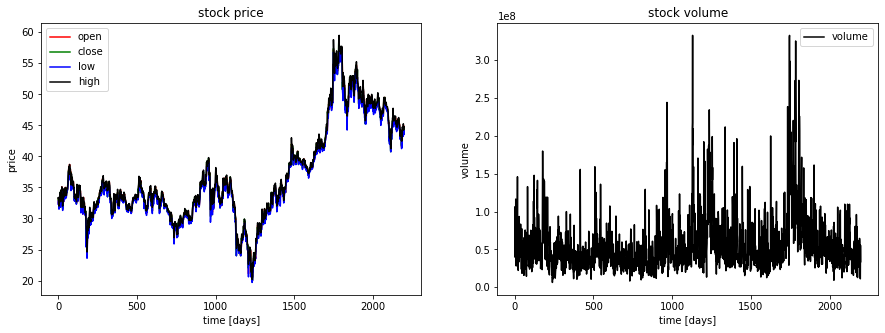 stock price
60
55
50
45
40
35
30
25
20
price
open
close
low
high
0
500
1000
1500
2000
time [days]
stock volume
1e8
3.0
2.5
2.0
1.5
1.0
0.5
0.0
volume
volume
0
500
1000
1500
2000
time [days]